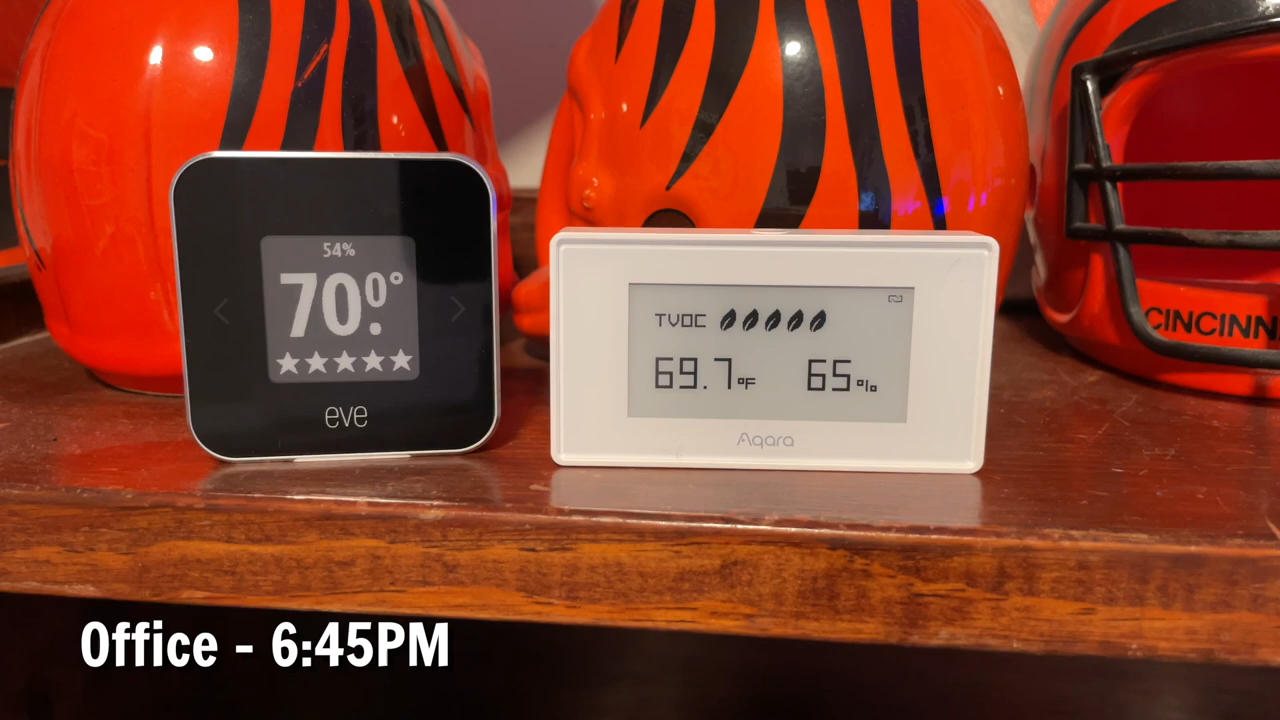 54%
70.0°
eve
TVOC
69.7°F 65%
Aqara
CINCINN
Office - 6:45PM